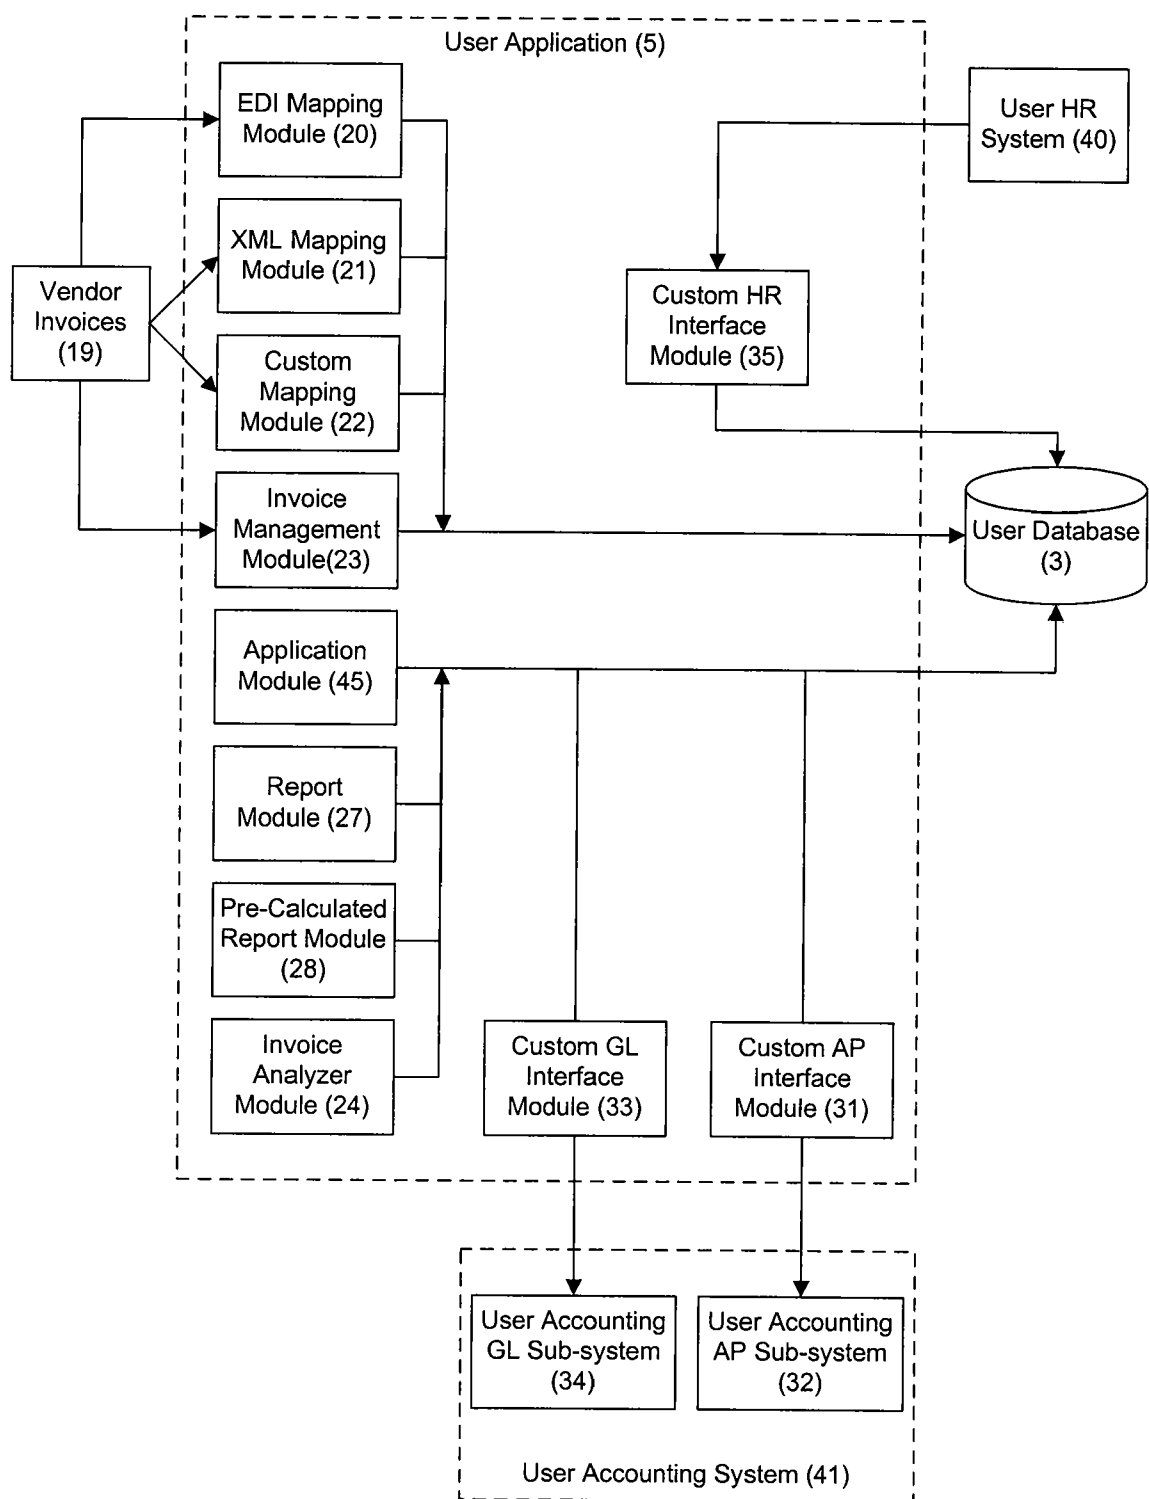 User Application (5)
EDI Mapping
Module (20)
User HR
System (40)
XML Mapping
Module (21)
Vendor
Invoices
(19)
Custom HR
Interface
Module (35)
Custom
Mapping
Module (22)
Invoice
Management
Module(23)
User Database
(3)
Application
Module (45)
Report
Module (27)
Pre-Calculated
Report Module
(28)
Invoice
Analyzer
Module (24)
Custom GL
Interface
Module (33)
Custom AP
Interface
Module (31)
User Accounting
GL Sub-system
(34)
User Accounting
AP Sub-system
(32)
User Accounting System (41)